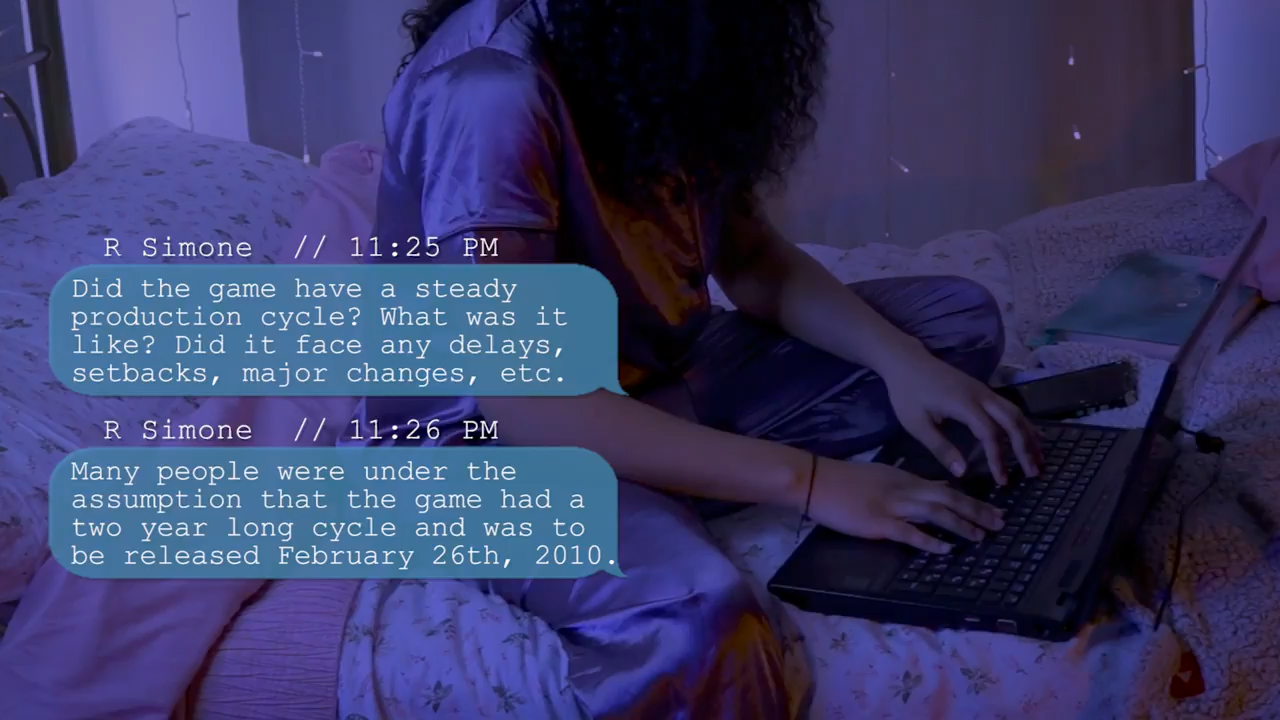 R Simone // 11:25 PM
Did the game have a steady
production cycle? What was it
like? Did it face any delays,
setbacks, major changes, etc.
R Simone // 11:26 PM
Many people were under the
assumption that the game had a
two year long cycle and was to
be released February 26th, 2010.